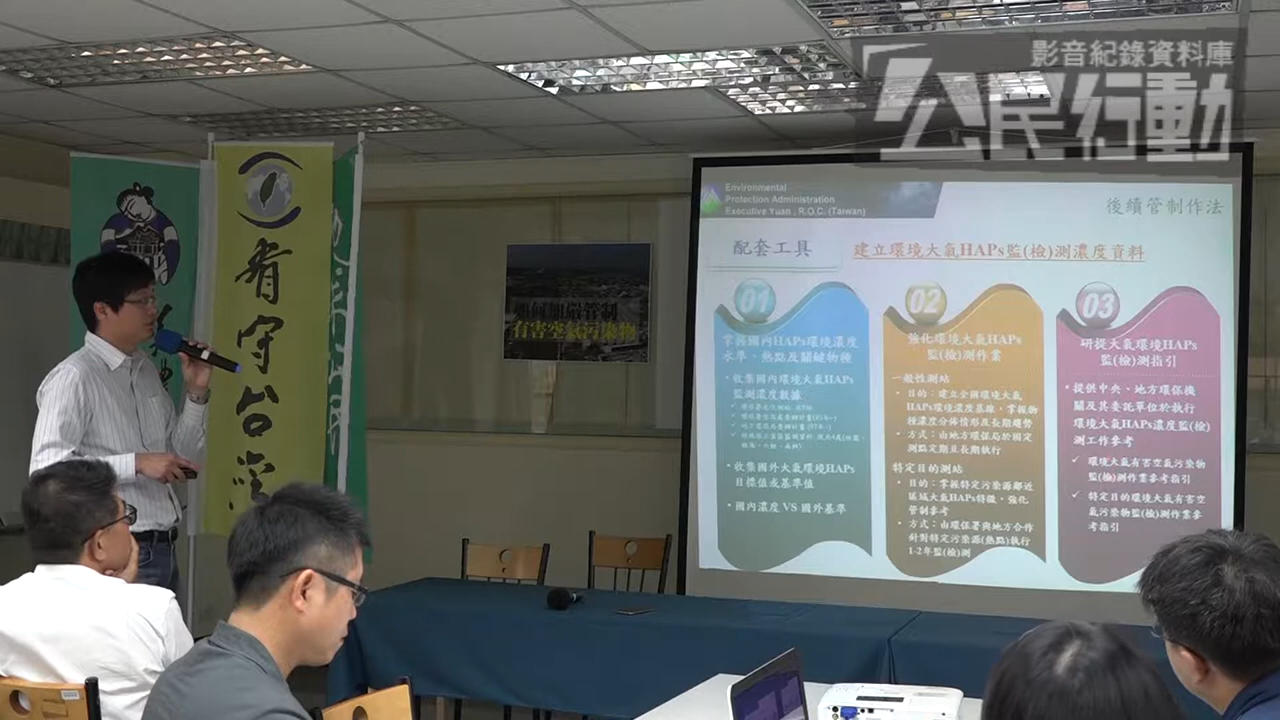 影音紀錄資料庫
公民行動
看守台灣
如何加嚴管制
有害空氣污染物
Environmental
Protection Administration
Executive Yuan , R.O.C. (Taiwan)
後續管制作法
配套工具
建立環境大氣HAPs監(檢)測濃度資料
01
掌握國內HAPs環境濃度
水準、熱點及關鍵物種
• 收集國內環境大氣HAPs
監測濃度數據
• 收集國外大氣環境HAPs
目標值或基準值
• 國內濃度 VS 國外基準
02
強化環境大氣HAPs
監(檢)測作業
一般性測站
• 目的：建立全國環境大氣
HAPs環境濃度基線，掌握物
種濃度分佈情形及長期趨勢
• 方式：由地方環保局於固定
測點定期且長期執行
特定目的測站
• 目的：掌握特定污染源鄰近
區域大氣HAPs特徵，強化
管制參考
• 方式：由環保署與地方合作
針對特定污染源(熱點)執行
1-2年監(檢)測
03
研提大氣環境HAPs
監(檢)測指引
• 提供中央、地方環保機
關及其委託單位於執行
環境大氣HAPs濃度監(檢)
測工作參考
✓ 環境大氣有害空氣污染物
監(檢)測作業參考指引
✓ 特定目的環境大氣有害空
氣污染物監(檢)測作業參
考指引